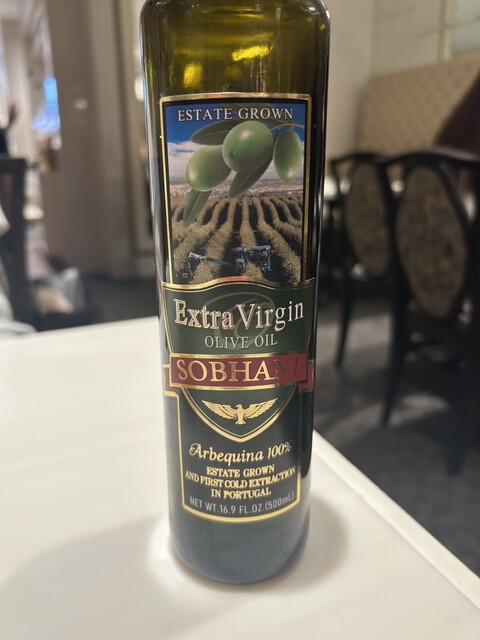 ESTATE GROWN
Extra Virgin
OLIVE OIL
SOBHANI
Arbequina 100%
ESTATE GROWN
AND FIRST COLD EXTRACTION
IN PORTUGAL
NET WT.16.9 FL.OZ.(500mL)